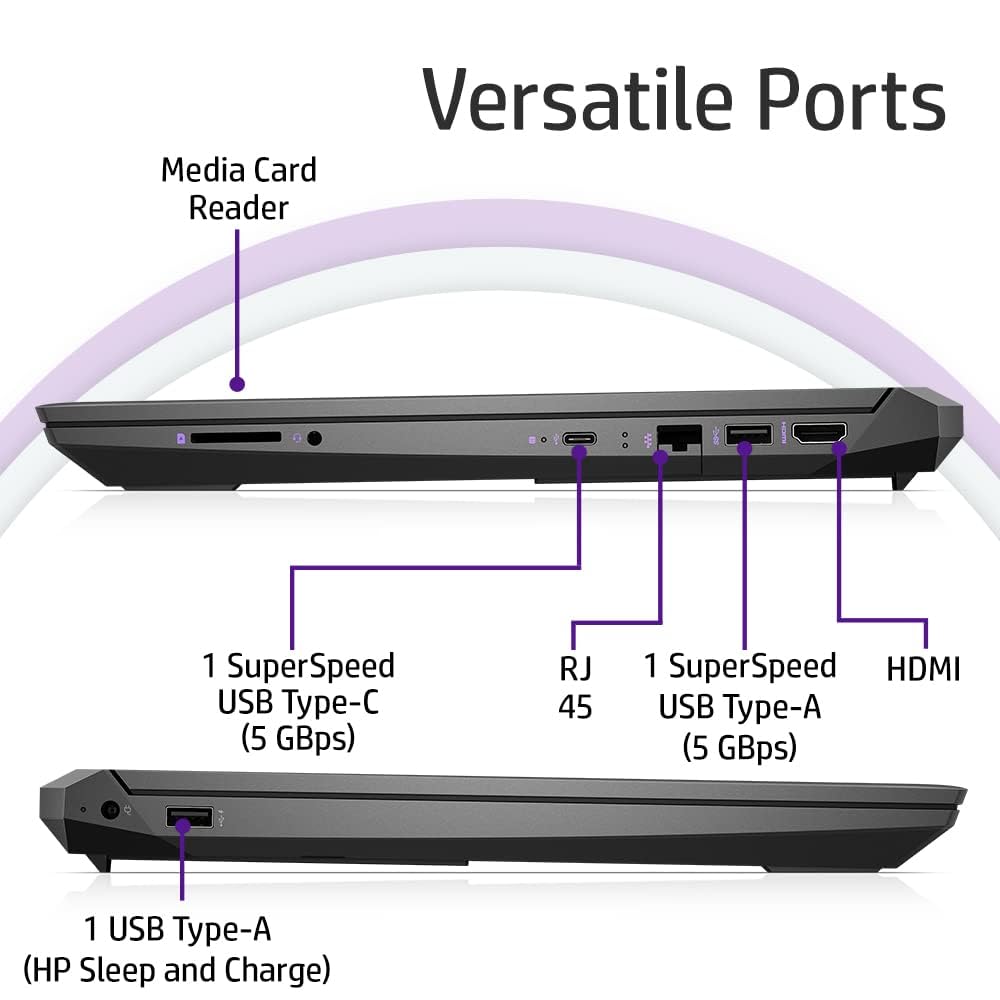 Versatile Ports
Media Card
Reader
HDMI
1 SuperSpeed
USB Type-C
(5 GBps)
RJ
45
1 SuperSpeed
USB Type-A
(5 GBps)
HDMI
1 USB Type-A
(HP Sleep and Charge)